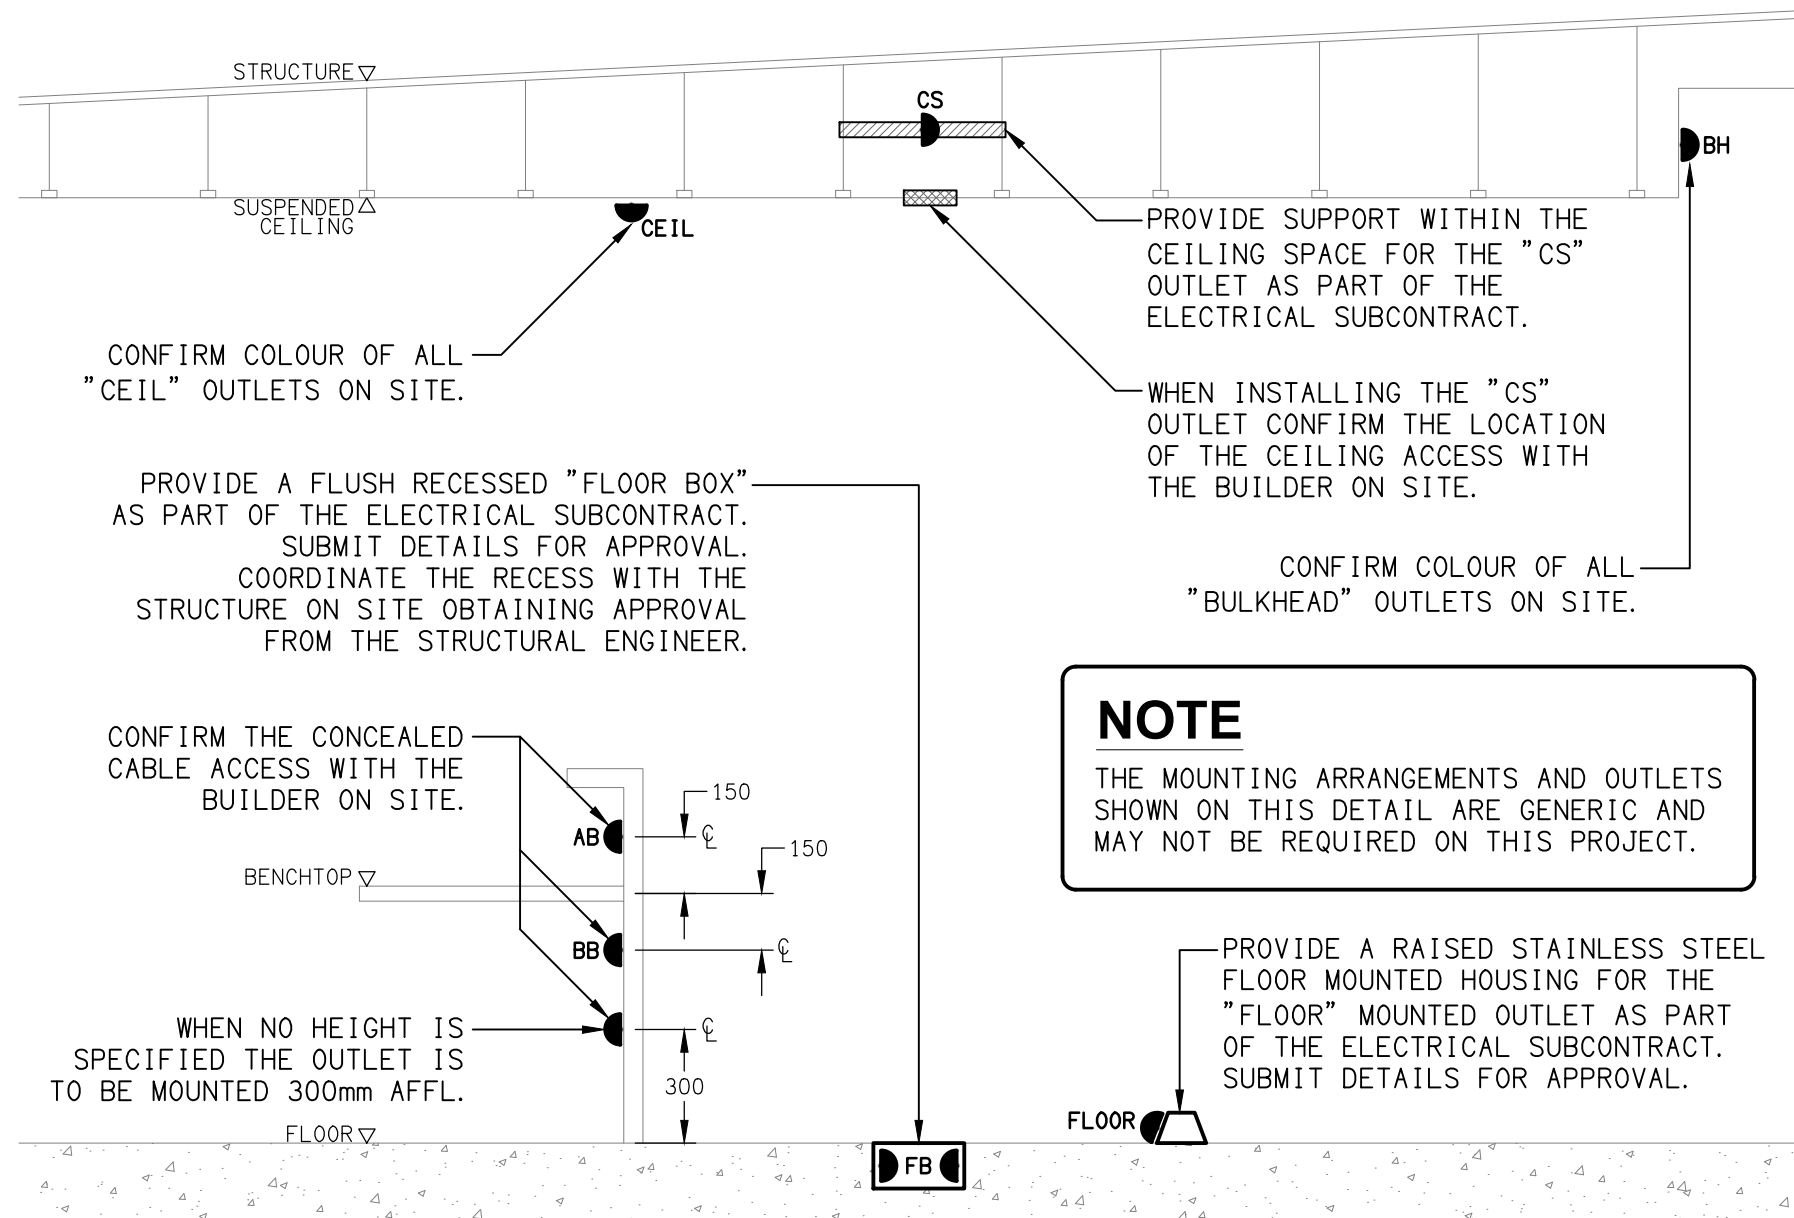 STRUCTURE
CS
BH
SUSPENDED
CEILING
CEIL
PROVIDE SUPPORT WITHIN THE
CEILING SPACE FOR THE "CS"
OUTLET AS PART OF THE
ELECTRICAL SUBCONTRACT.
CONFIRM COLOUR OF ALL
"CEIL" OUTLETS ON SITE.
WHEN INSTALLING THE "CS"
OUTLET CONFIRM THE LOCATION
OF THE CEILING ACCESS WITH
THE BUILDER ON SITE.
PROVIDE A FLUSH RECESSED "FLOOR BOX"
AS PART OF THE ELECTRICAL SUBCONTRACT.
SUBMIT DETAILS FOR APPROVAL.
COORDINATE THE RECESS WITH THE
STRUCTURE ON SITE OBTAINING APPROVAL
FROM THE STRUCTURAL ENGINEER.
CONFIRM COLOUR OF ALL
"BULKHEAD" OUTLETS ON SITE.
NOTE
THE MOUNTING ARRANGEMENTS AND OUTLETS
SHOWN ON THIS DETAIL ARE GENERIC AND
MAY NOT BE REQUIRED ON THIS PROJECT.
CONFIRM THE CONCEALED
CABLE ACCESS WITH THE
BUILDER ON SITE.
150
AB
℄
150
BENCHTOP
BB
℄
WHEN NO HEIGHT IS
SPECIFIED THE OUTLET IS
TO BE MOUNTED 300mm AFFL.
℄
300
FLOOR
PROVIDE A RAISED STAINLESS STEEL
FLOOR MOUNTED HOUSING FOR THE
"FLOOR" MOUNTED OUTLET AS PART
OF THE ELECTRICAL SUBCONTRACT.
SUBMIT DETAILS FOR APPROVAL.
FLOOR
FB